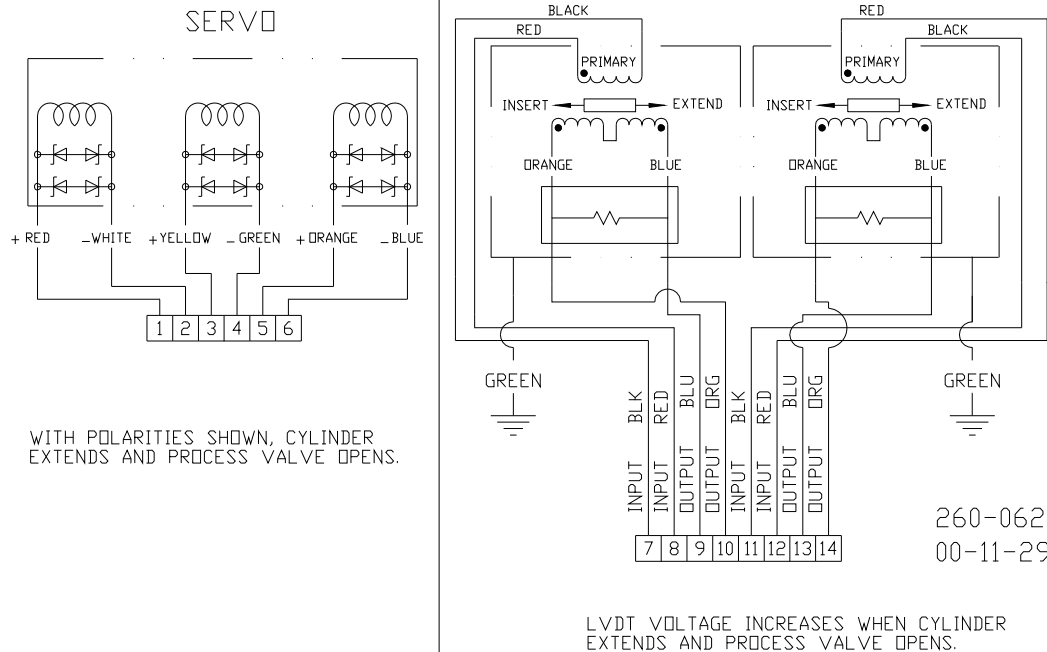 SERVO
+ RED
- WHITE
+ YELLOW
- GREEN
+ ORANGE
- BLUE
1 2 3 4 5 6
WITH POLARITIES SHOWN, CYLINDER
EXTENDS AND PROCESS VALVE OPENS.
BLACK
RED
PRIMARY
INSERT
EXTEND
ORANGE
BLUE
GREEN
RED
BLACK
PRIMARY
INSERT
EXTEND
ORANGE
BLUE
GREEN
INPUT BLK
INPUT RED
OUTPUT BLU
OUTPUT ORG
INPUT BLK
INPUT RED
OUTPUT BLU
OUTPUT ORG
7 8 9 10 11 12 13 14
260-062
00-11-29
LVDT VOLTAGE INCREASES WHEN CYLINDER
EXTENDS AND PROCESS VALVE OPENS.